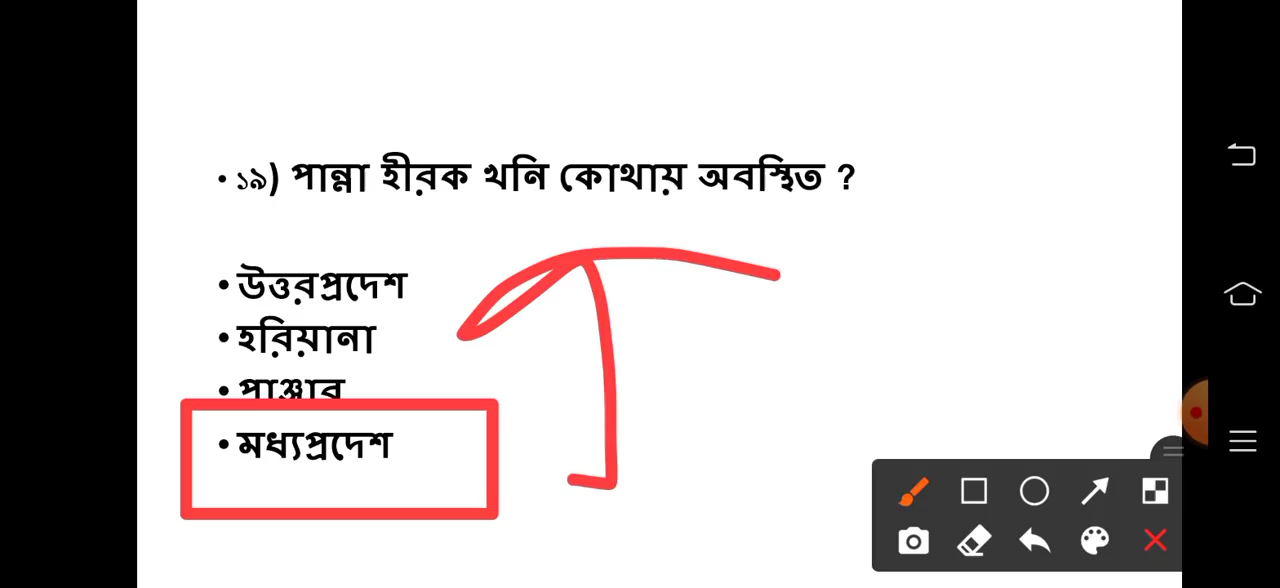 • ১৯) পান্না হীরক খনি কোথায় অবস্থিত ?
• উত্তরপ্রদেশ
• হরিয়ানা
• পাঞ্জাব
• মধ্যপ্রদেশ